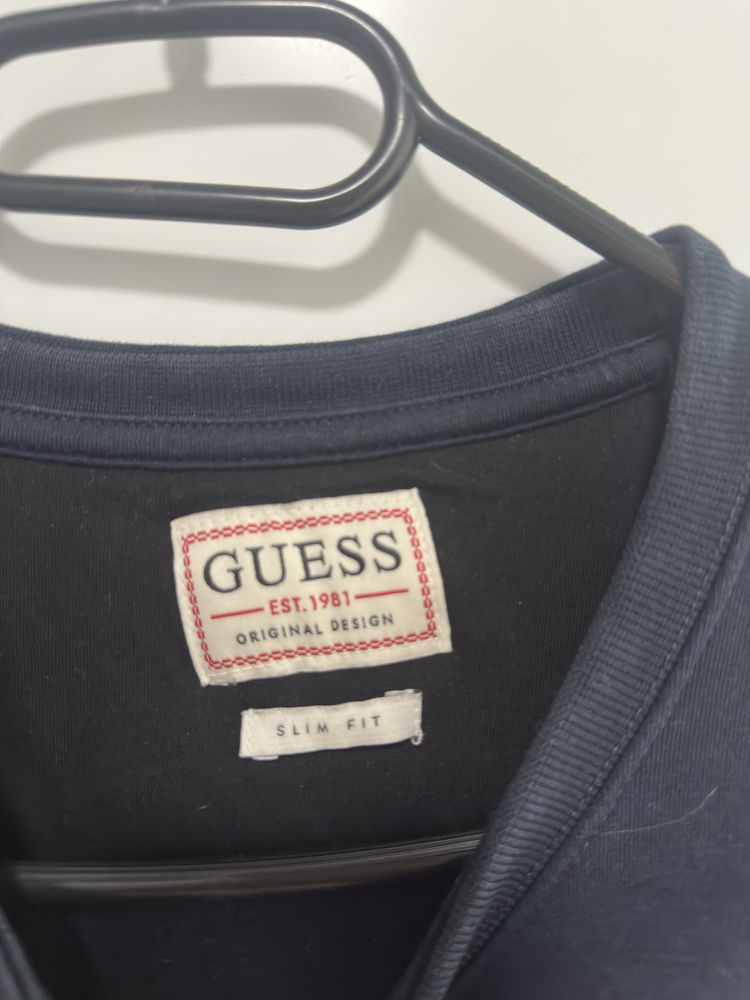 GUESS
EST.1981
ORIGINAL DESIGN
SLIM FIT